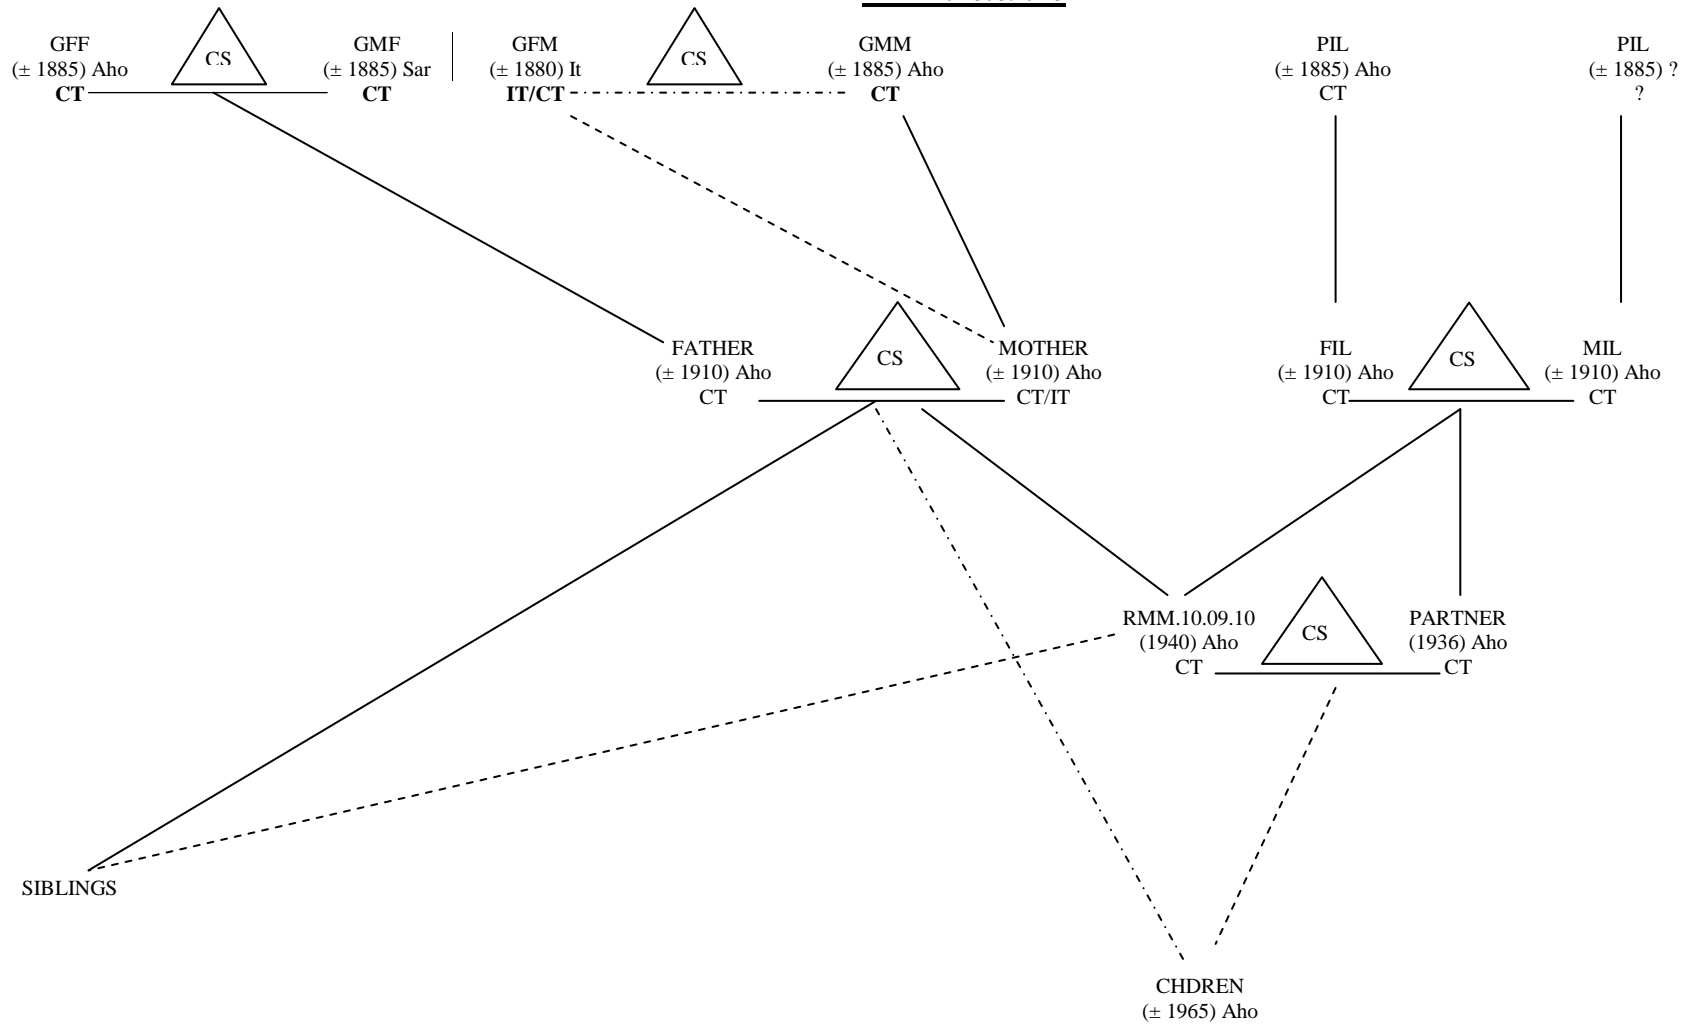 GFF
(± 1885) Aho
CT
CS
GMF
(± 1885) Sar
CT
GFM
(± 1880) It
IT/CT
CS
GMM
(± 1885) Aho
CT
PIL
(± 1885) Aho
CT
PIL
(± 1885) ?
?
FATHER
(± 1910) Aho
CT
CS
MOTHER
(± 1910) Aho
CT/IT
FIL
(± 1910) Aho
CT
CS
MIL
(± 1910) Aho
CT
RMM.10.09.10
(1940) Aho
CT
CS
PARTNER
(1936) Aho
CT
SIBLINGS
CHDREN
(± 1965) Aho